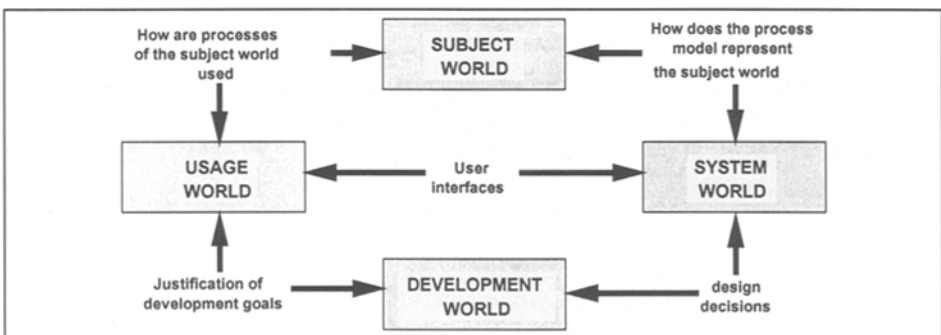 How are processes
of the subject world
used
SUBJECT
WORLD
How does the process
model represent
the subject world
USAGE
WORLD
User
interfaces
SYSTEM
WORLD
Justification of
development goals
DEVELOPMENT
WORLD
design
decisions